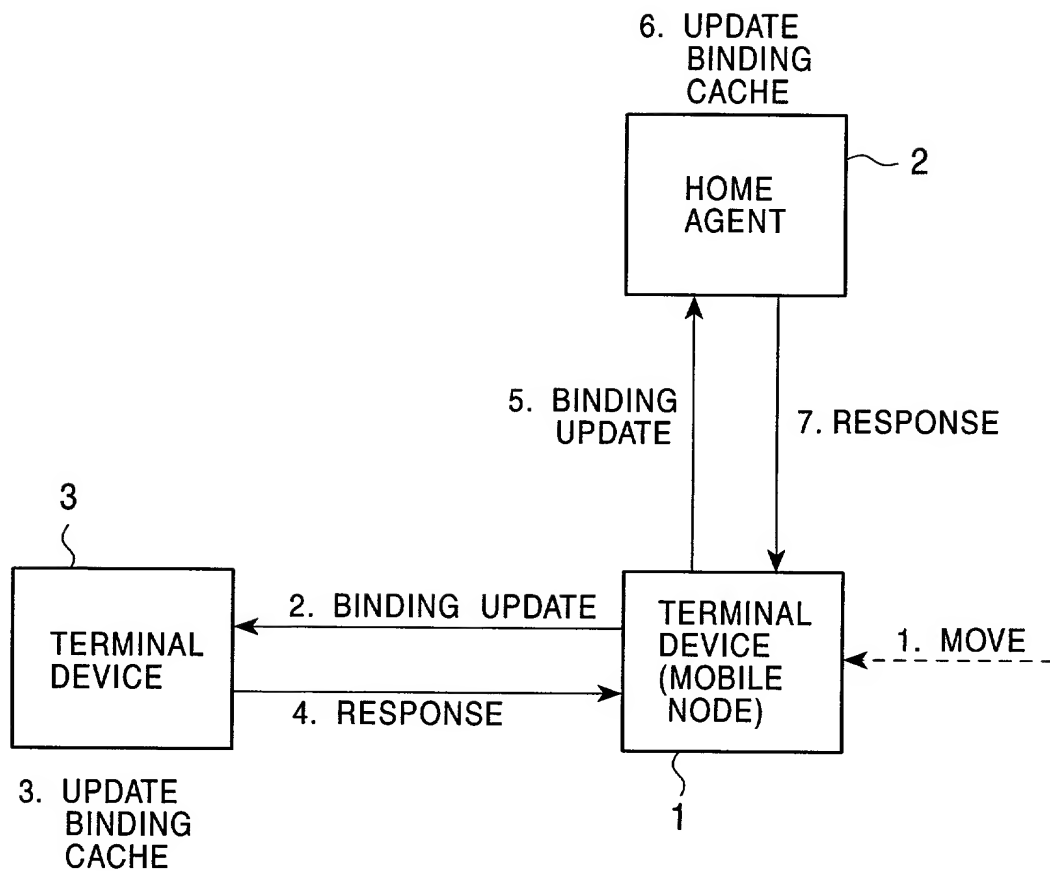 6. UPDATE
BINDING
CACHE
2
HOME
AGENT
5. BINDING
UPDATE
7. RESPONSE
3
2. BINDING UPDATE
TERMINAL
DEVICE
4. RESPONSE
TERMINAL
DEVICE
(MOBILE
NODE)
1. MOVE
3. UPDATE
BINDING
CACHE
1